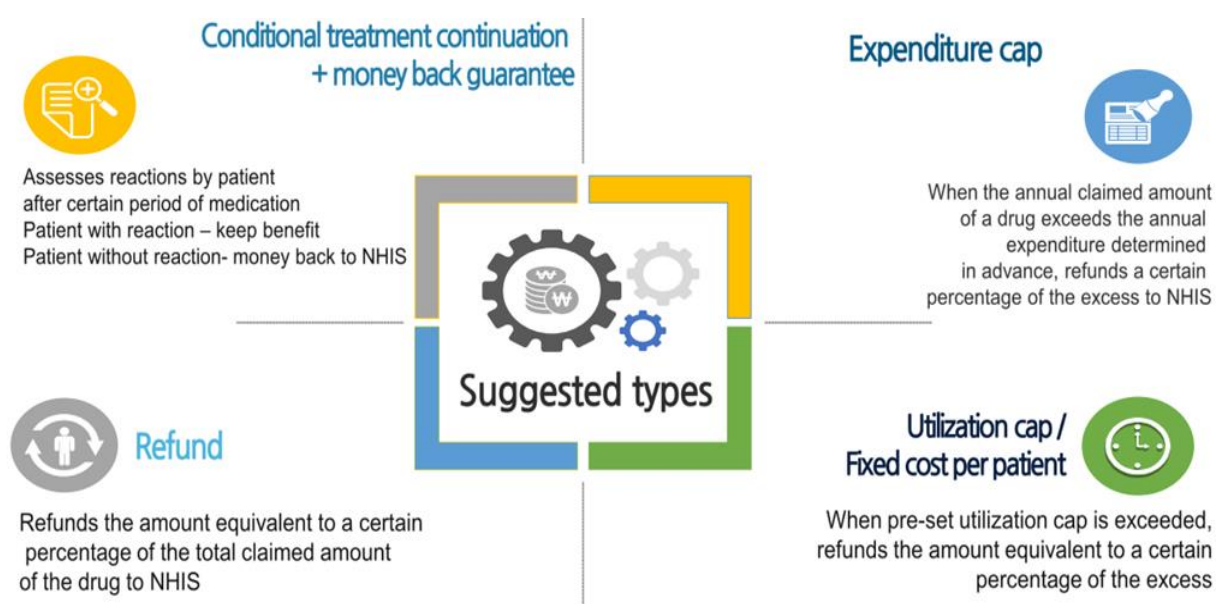 Conditional treatment continuation
+ money back guarantee
Assesses reactions by patient
after certain period of medication
Patient with reaction – keep benefit
Patient without reaction- money back to NHIS
Expenditure cap
When the annual claimed amount
of a drug exceeds the annual
expenditure determined
in advance, refunds a certain
percentage of the excess to NHIS
₩
₩
Suggested types
Refund
Refunds the amount equivalent to a certain
percentage of the total claimed amount
of the drug to NHIS
Utilization cap /
Fixed cost per patient
When pre-set utilization cap is exceeded,
refunds the amount equivalent to a certain
percentage of the excess